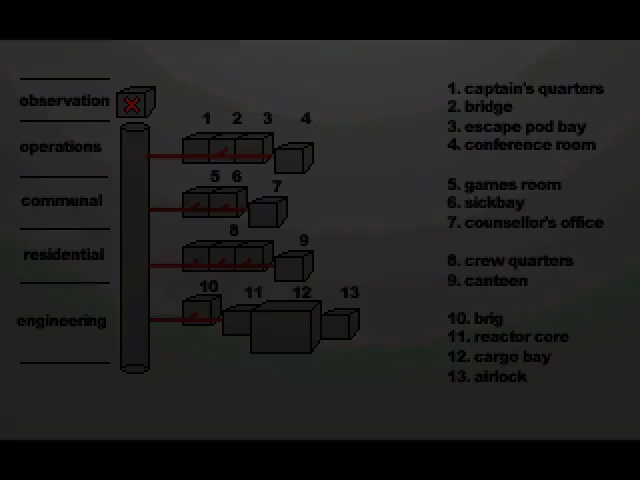 observation
operations
communal
residential
engineering
1 2 3 4
5 6 7
8 9
10 11 12 13
1. captain's quarters
2. bridge
3. escape pod bay
4. conference room
5. games room
6. sickbay
7. counsellor's office
8. crew quarters
9. canteen
10. brig
11. reactor core
12. cargo bay
13. airlock